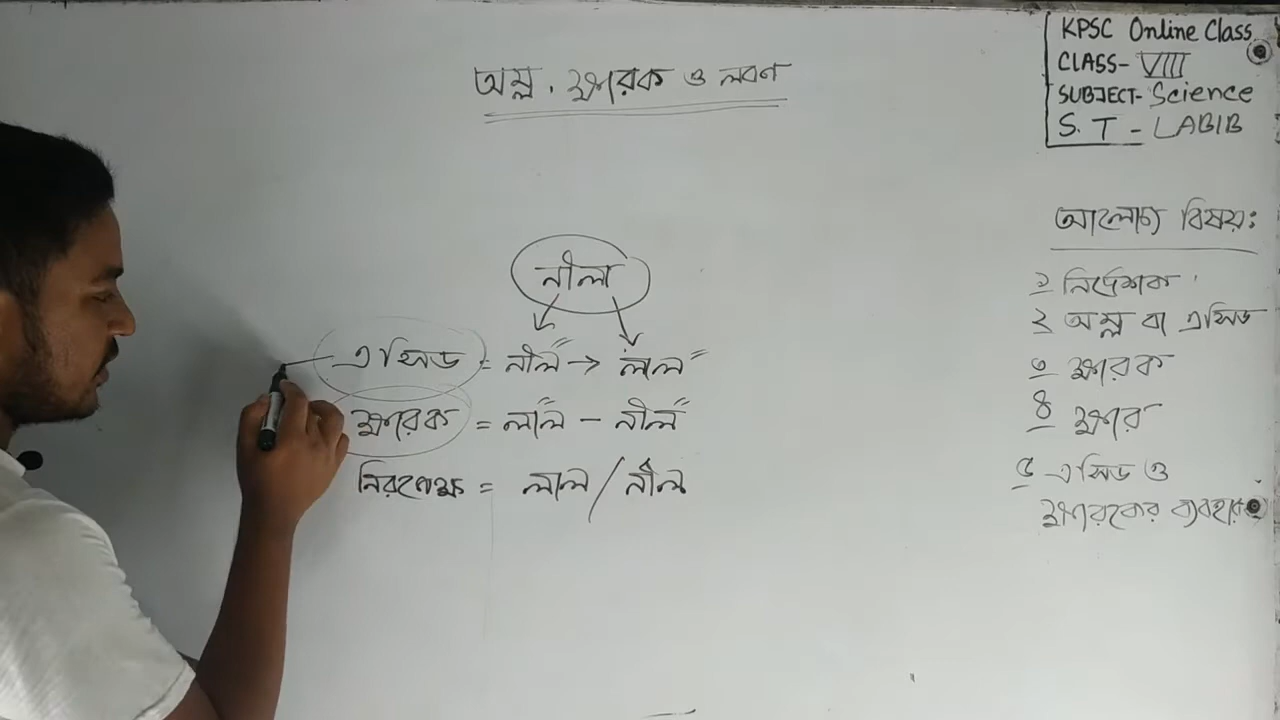 অম্ল, ক্ষারক ও লবণ
KPSC Online Class
CLASS- VIII
SUBJECT- Science
S. T - LABIB
নীলা
এসিড = নীল" → লাল"
ক্ষারক = লাল" - নীল"
নিরপেক্ষ = লাল / নীল
আলোচ্য বিষয়ঃ
১ নির্দেশক
২ অম্ল বা এসিড
৩ ক্ষারক
৪ ক্ষার
৫ এসিড ও
ক্ষারকের ব্যবহার